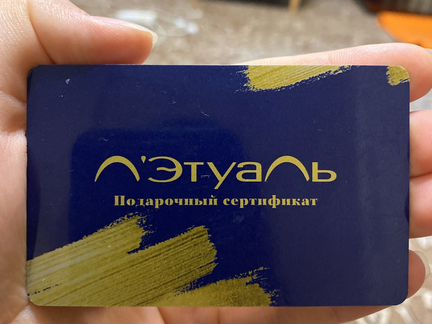 Л'Этуаль
Подарочный сертификат